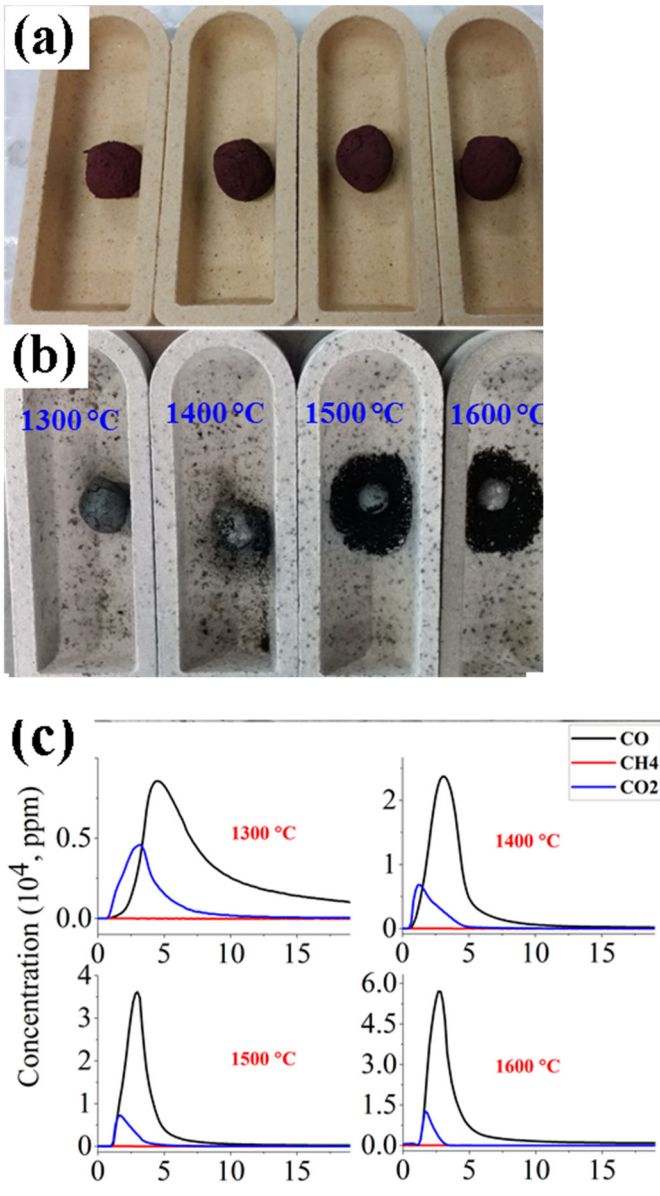 (a)
(b)
1300 °C 1400 °C 1500 °C 1600 °C
(c)
CO
CH4
CO2
Concentration (10⁴, ppm)
0.5
0.0
0 5 10 15
1300 °C
2
1
0
0 5 10 15
1400 °C
4
3
2
1
0
0 5 10 15
1500 °C
6.0
4.5
3.0
1.5
0.0
0 5 10 15
1600 °C